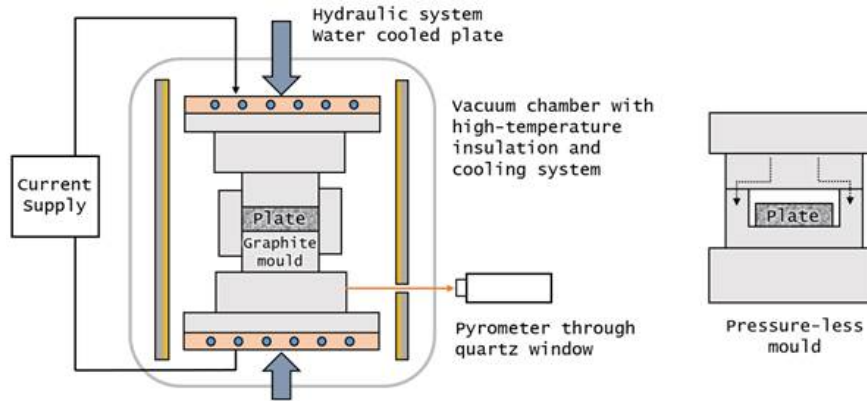 Hydraulic system
Water cooled plate
Vacuum chamber with
high-temperature
insulation and
cooling system
Current
Supply
Plate
Graphite
mould
Plate
Pyrometer through
quartz window
Pressure-less
mould